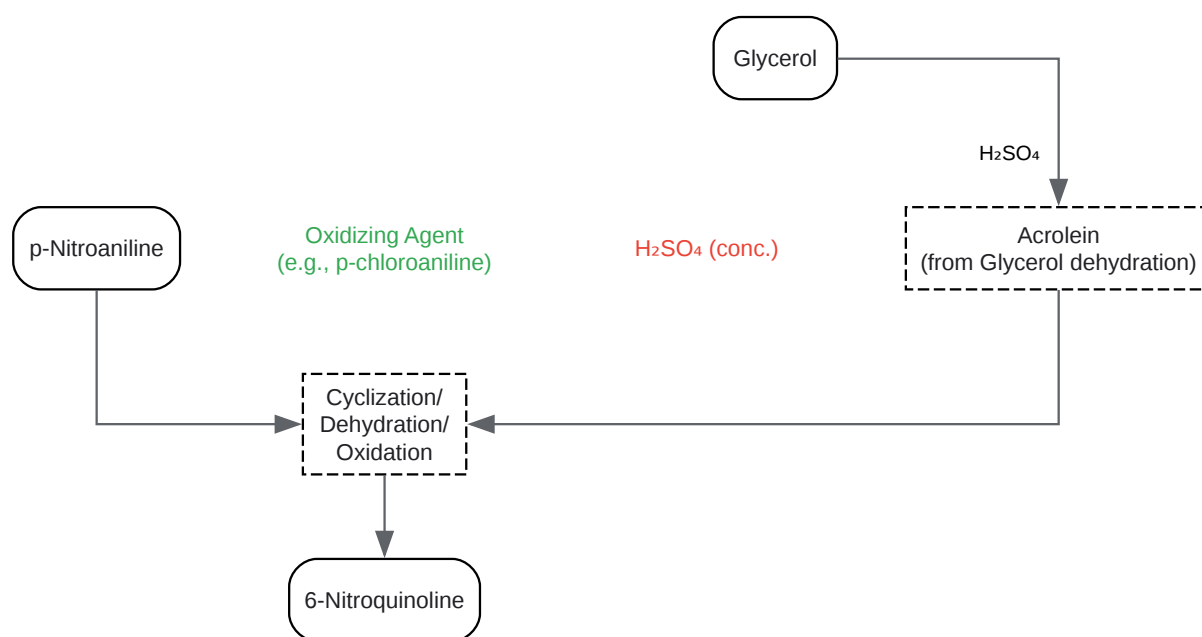 Glycerol
H₂SO₄
p-Nitroaniline
Oxidizing Agent
(e.g., p-chloroaniline)
H₂SO₄ (conc.)
Acrolein
(from Glycerol dehydration)
Cyclization/
Dehydration/
Oxidation
6-Nitroquinoline